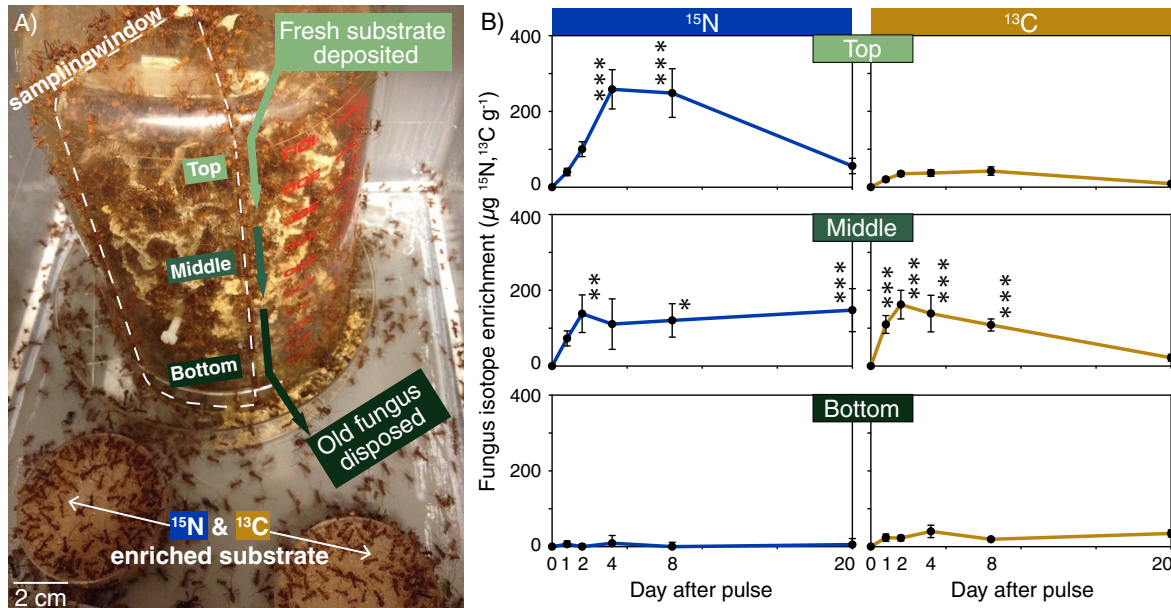 A)
samplingwindow
Fresh substrate
deposited
Top
Middle
Bottom
Old fungus
disposed
15N & 13C
enriched substrate
2 cm
B)
15N
13C
Fungus isotope enrichment (µg 15N,13C g-1)
Top
400
200
0
***
***
Middle
400
200
0
**
*
***
***
***
***
***
Bottom
400
200
0
0 1 2 4 8 20
0 1 2 4 8 20
Day after pulse
Day after pulse